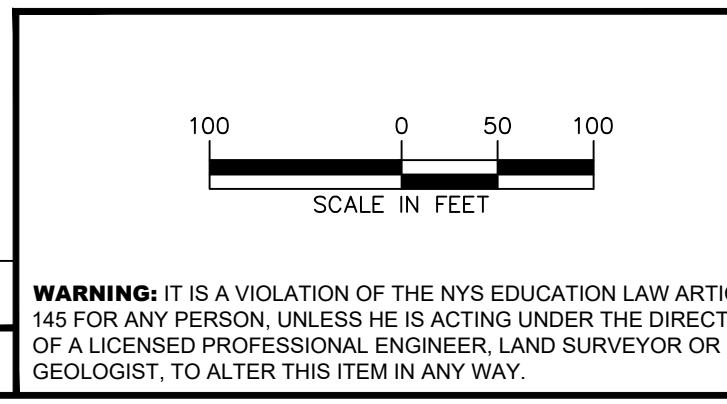 100 0 50 100
SCALE IN FEET
WARNING: IT IS A VIOLATION OF THE NYS EDUCATION LAW
145 FOR ANY PERSON, UNLESS HE IS ACTING UNDER THE
OF A LICENSED PROFESSIONAL ENGINEER, LAND SURVEYOR OR
GEOLOGIST, TO ALTER THIS ITEM IN ANY WAY.